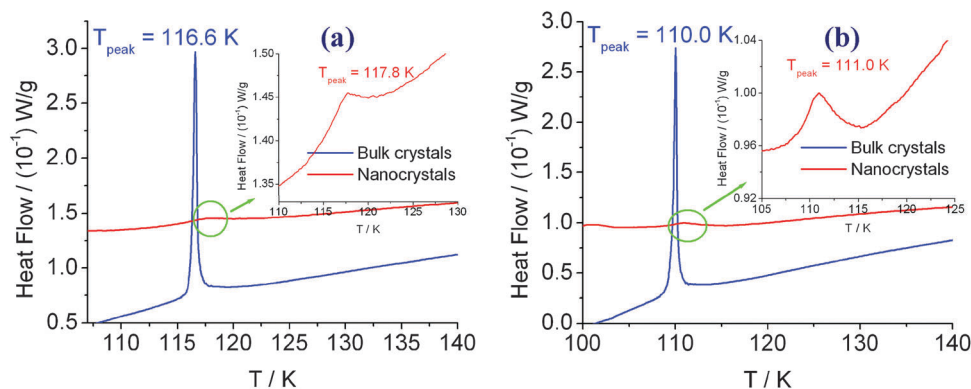 (a)
T_peak = 116.6 K
T_peak = 117.8 K
1.50
1.45
1.40
1.35
Heat Flow / (10⁻¹) W/g
110 115 120 125 130
T / K
Bulk crystals
Nanocrystals
3.0
2.5
2.0
1.5
1.0
0.5
Heat Flow / (10⁻¹) W/g
110 115 120 125 130 135 140
T / K
(b)
T_peak = 110.0 K
T_peak = 111.0 K
1.04
1.00
0.96
0.92
Heat Flow / (10⁻¹) W/g
105 110 115 120 125
T / K
Bulk crystals
Nanocrystals
3.0
2.5
2.0
1.5
1.0
0.5
0.0
Heat Flow / (10⁻¹) W/g
100 110 120 130 140
T / K